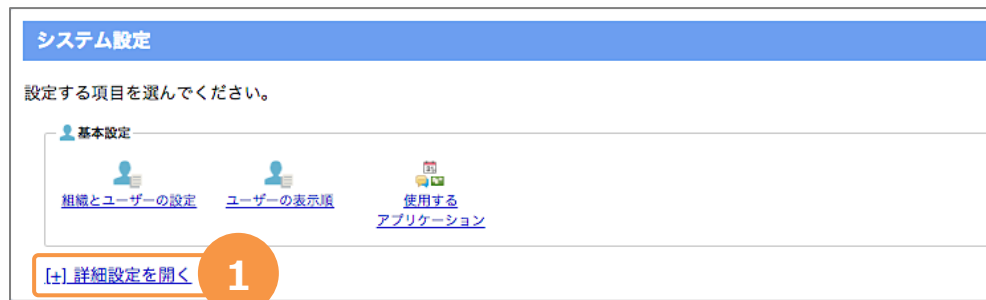 システム設定
設定する項目を選んでください。
基本設定
組織とユーザーの設定 ユーザーの表示順 使用する
アプリケーション
[+] 詳細設定を開く 1